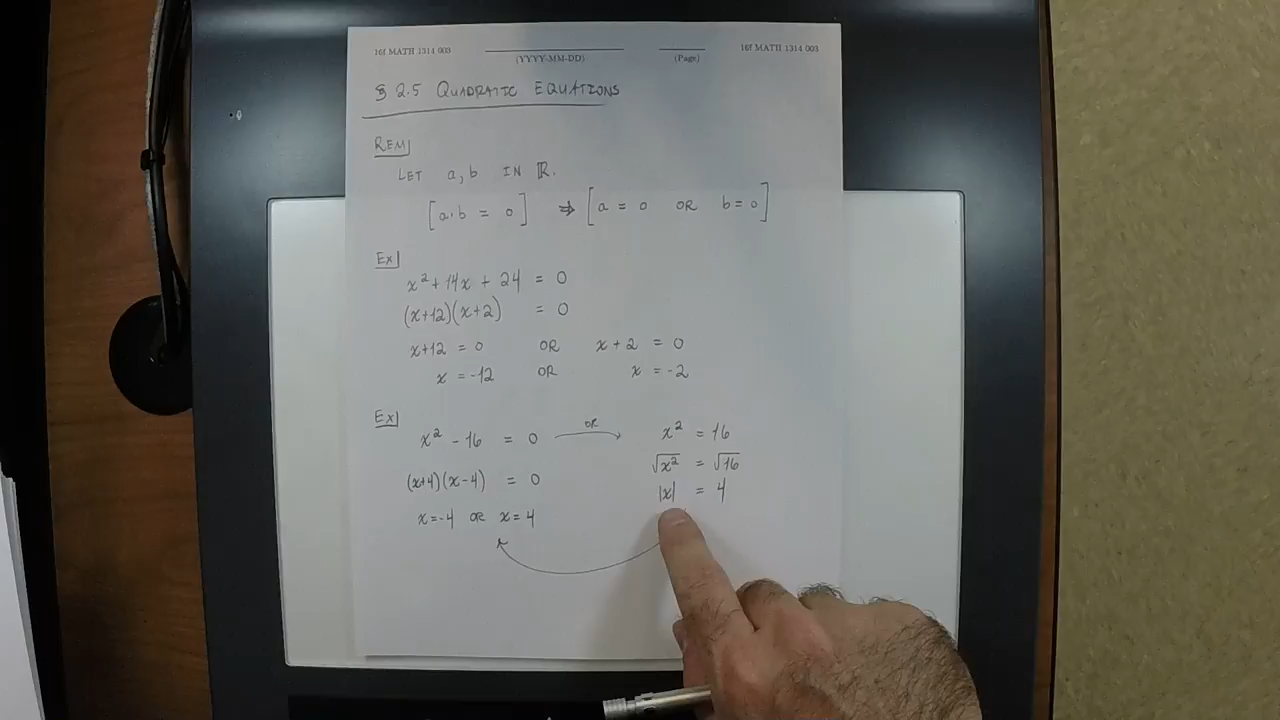 16f MATH 1314 003 (YYYY-MM-DD) (Page) 16f MATH 1314 003
§ 2.5 QUADRATIC EQUATIONS
REM
LET a, b IN ℝ.
[a·b = 0] ⇒ [a = 0 OR b = 0]
Ex
x² + 14x + 24 = 0
(x+12)(x+2) = 0
x+12 = 0 OR x + 2 = 0
x = -12 OR x = -2
Ex
x² - 16 = 0 OR x² = 16
√x² = √16
(x+4)(x-4) = 0
|x| = 4
x = -4 OR x = 4